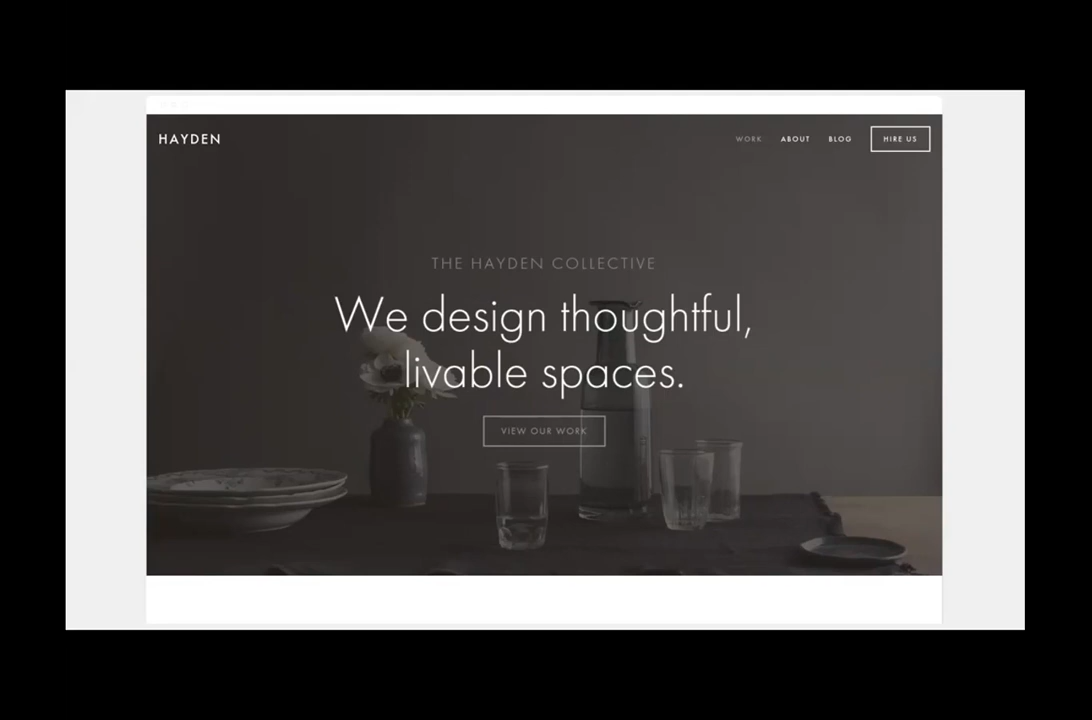 HAYDEN
WORK ABOUT BLOG HIRE US
THE HAYDEN COLLECTIVE
We design thoughtful,
livable spaces.
VIEW OUR WORK